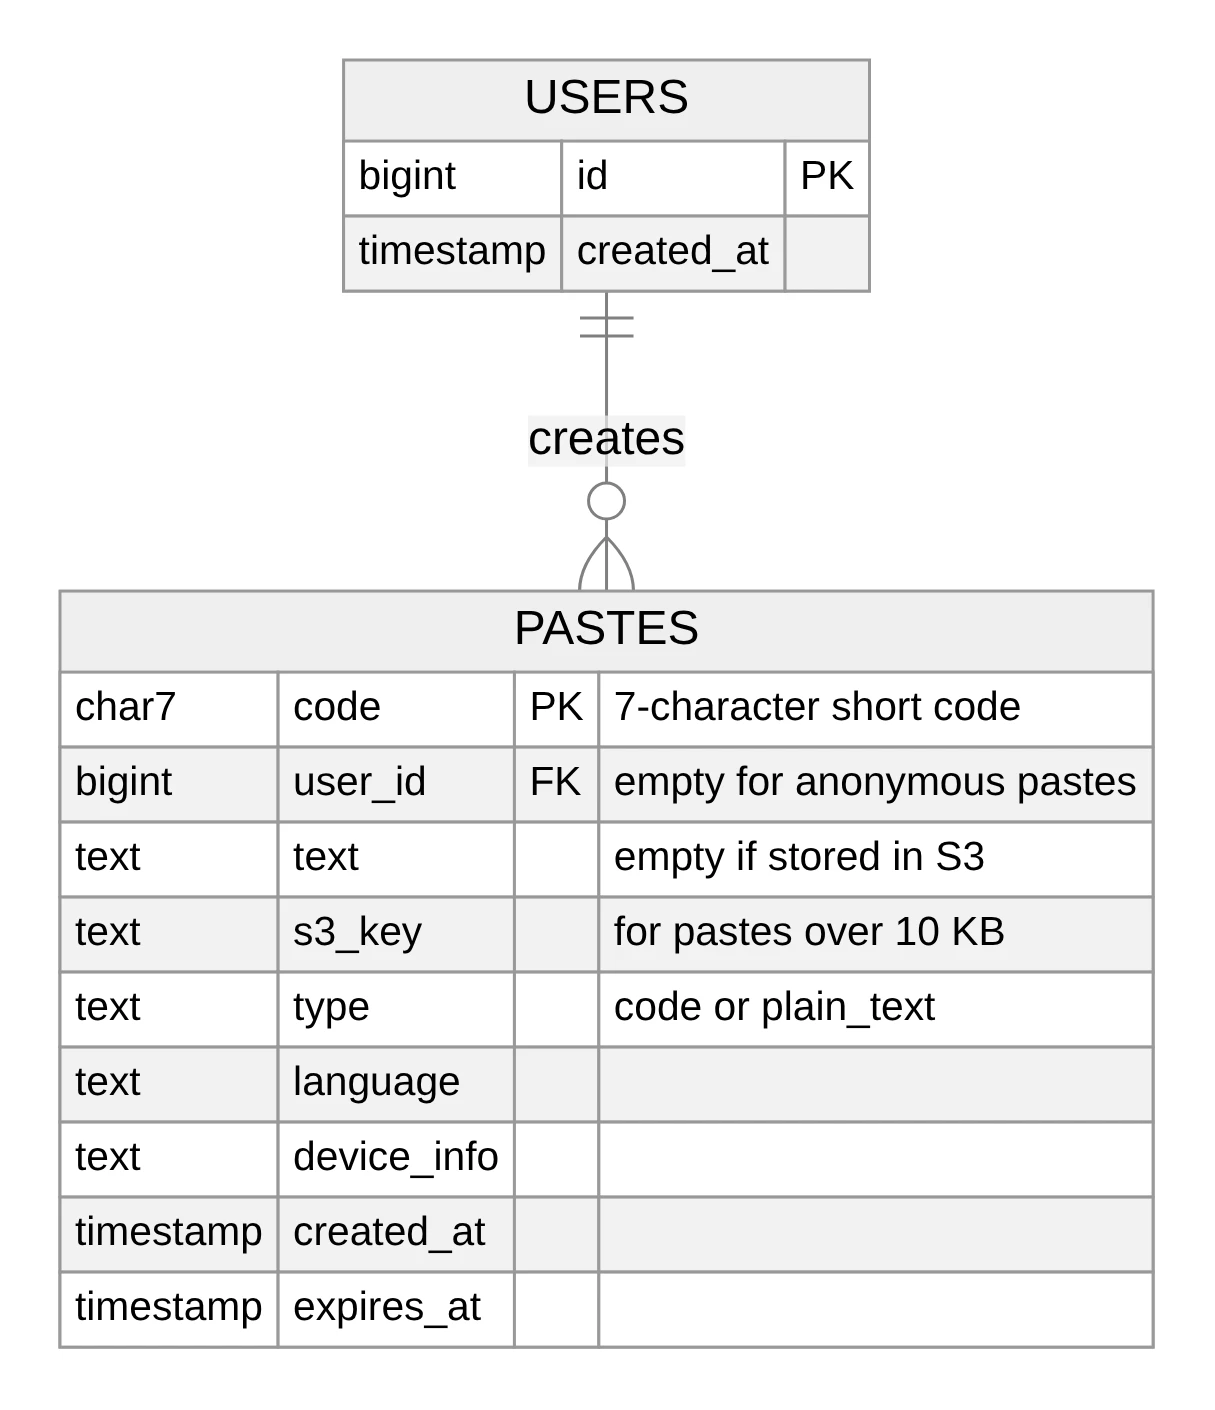 USERS
bigint id PK
timestamp created_at
creates
PASTES
char7 code PK 7-character short code
bigint user_id FK empty for anonymous pastes
text text empty if stored in S3
text s3_key for pastes over 10 KB
text type code or plain_text
text language
text device_info
timestamp created_at
timestamp expires_at